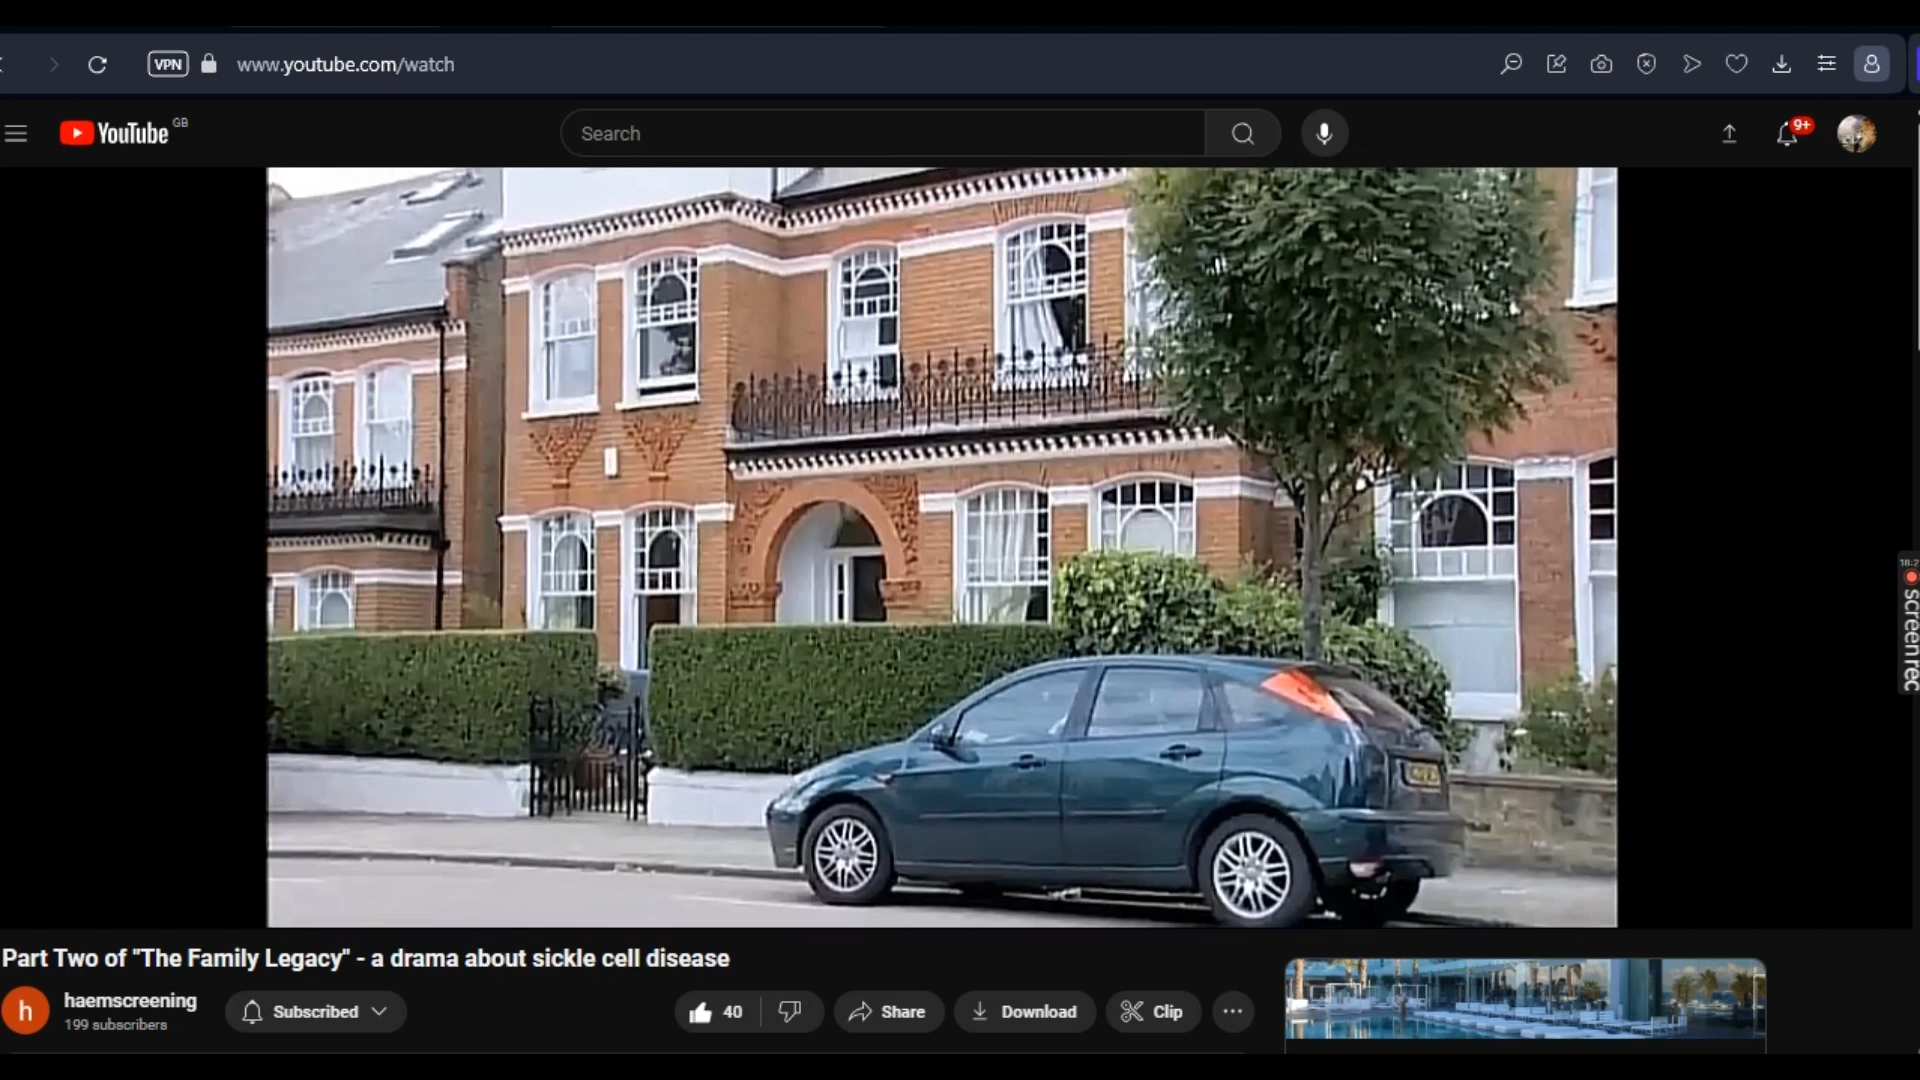 VPN
www.youtube.com/watch
YouTube GB
Search
9+
screenrec
Part Two of "The Family Legacy" - a drama about sickle cell disease
h
haemscreening
199 subscribers
Subscribed
40
Share
Download
Clip